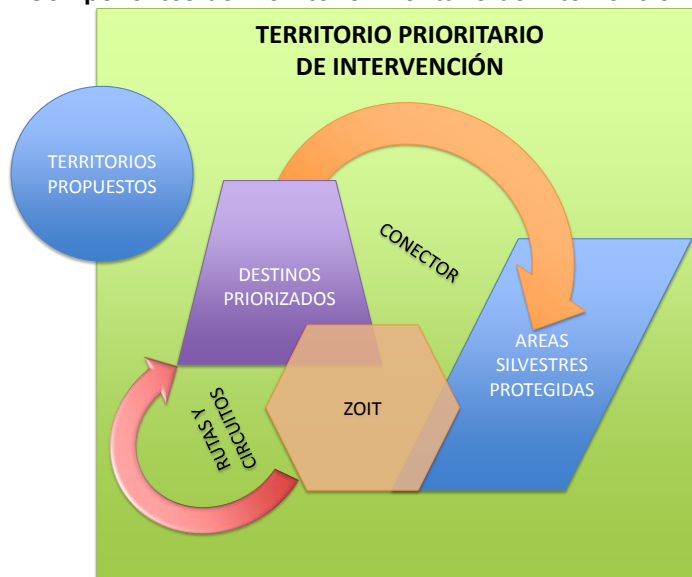 TERRITORIO PRIORITARIO
DE INTERVENCIÓN
TERRITORIOS
PROPUESTOS
CONECTOR
DESTINOS
PRIORIZADOS
AREAS
SILVESTRES
PROTEGIDAS
ZOIT
RUTAS Y
CIRCUITOS